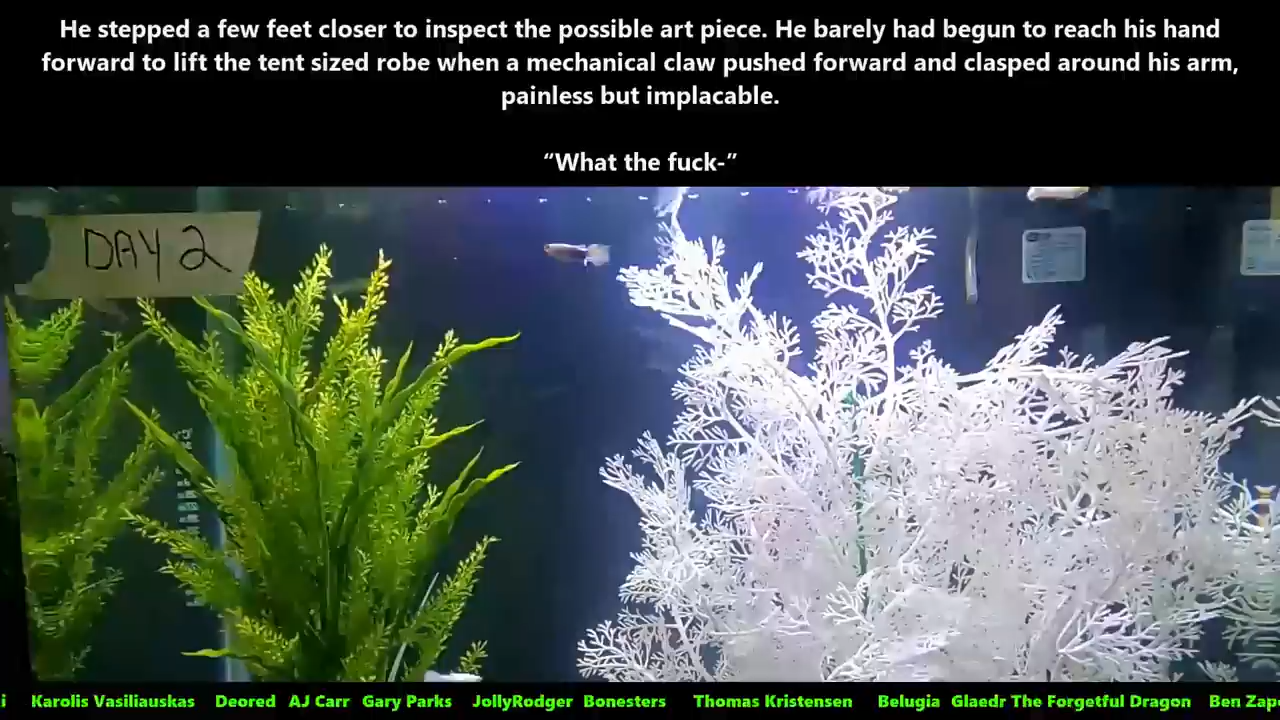 He stepped a few feet closer to inspect the possible art piece. He barely had begun to reach his hand
forward to lift the tent sized robe when a mechanical claw pushed forward and clasped around his arm,
painless but implacable.
“What the fuck-”
DAY 2
Karolis Vasiliauskas Deored AJ Carr Gary Parks JollyRodger Bonesters Thomas Kristensen Belugia Glaedr The Forgetful Dragon Ben